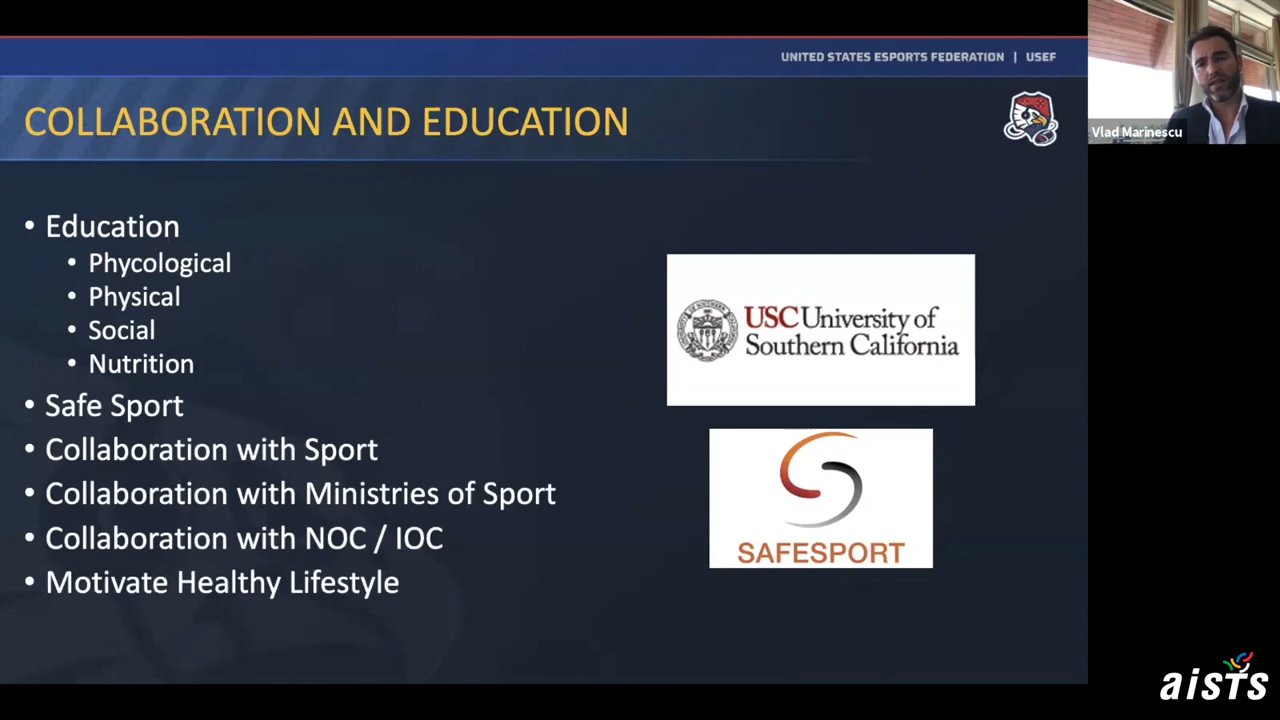 UNITED STATES ESPORTS FEDERATION | USEF
Vlad Marinescu
COLLABORATION AND EDUCATION
• Education
• Phycological
• Physical
• Social
• Nutrition
• Safe Sport
• Collaboration with Sport
• Collaboration with Ministries of Sport
• Collaboration with NOC / IOC
• Motivate Healthy Lifestyle
USC University of
Southern California
SAFESPORT
aisTs